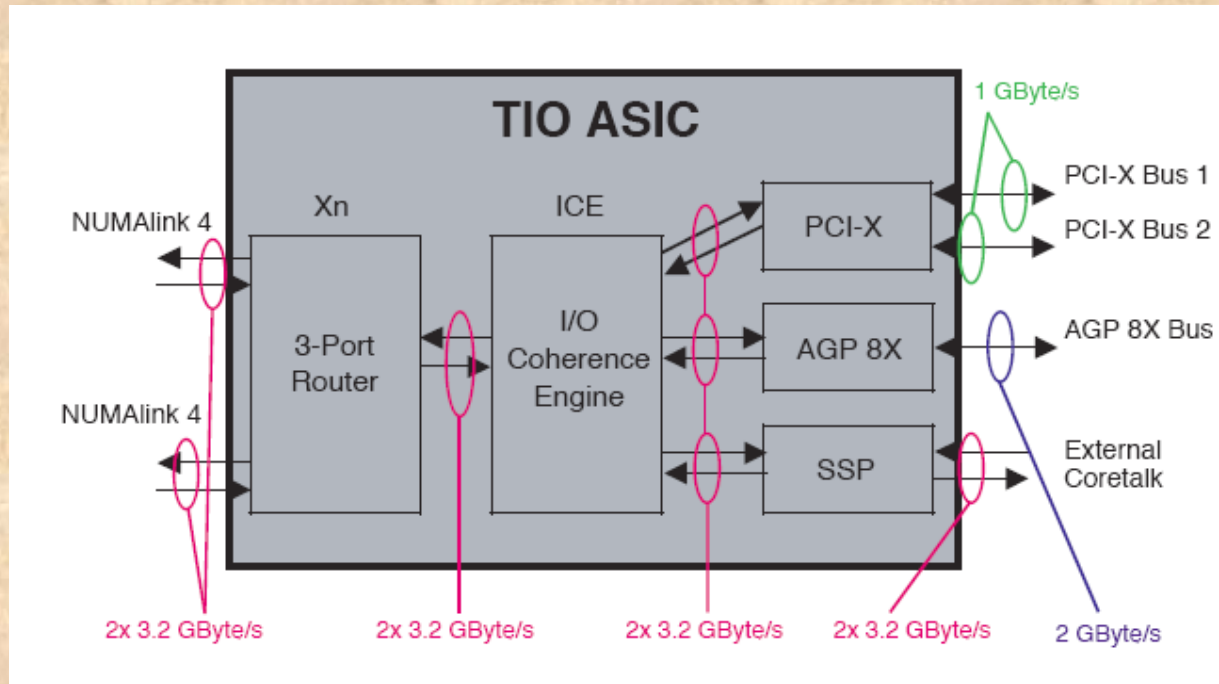 1 GByte/s
TIO ASIC
PCI-X Bus 1
Xn
ICE
NUMAlink 4
PCI-X
PCI-X Bus 2
3-Port
Router
I/O
Coherence
Engine
AGP 8X
AGP 8X Bus
NUMAlink 4
SSP
External
Coretalk
2x 3.2 GByte/s
2x 3.2 GByte/s
2x 3.2 GByte/s
2x 3.2 GByte/s
2 GByte/s